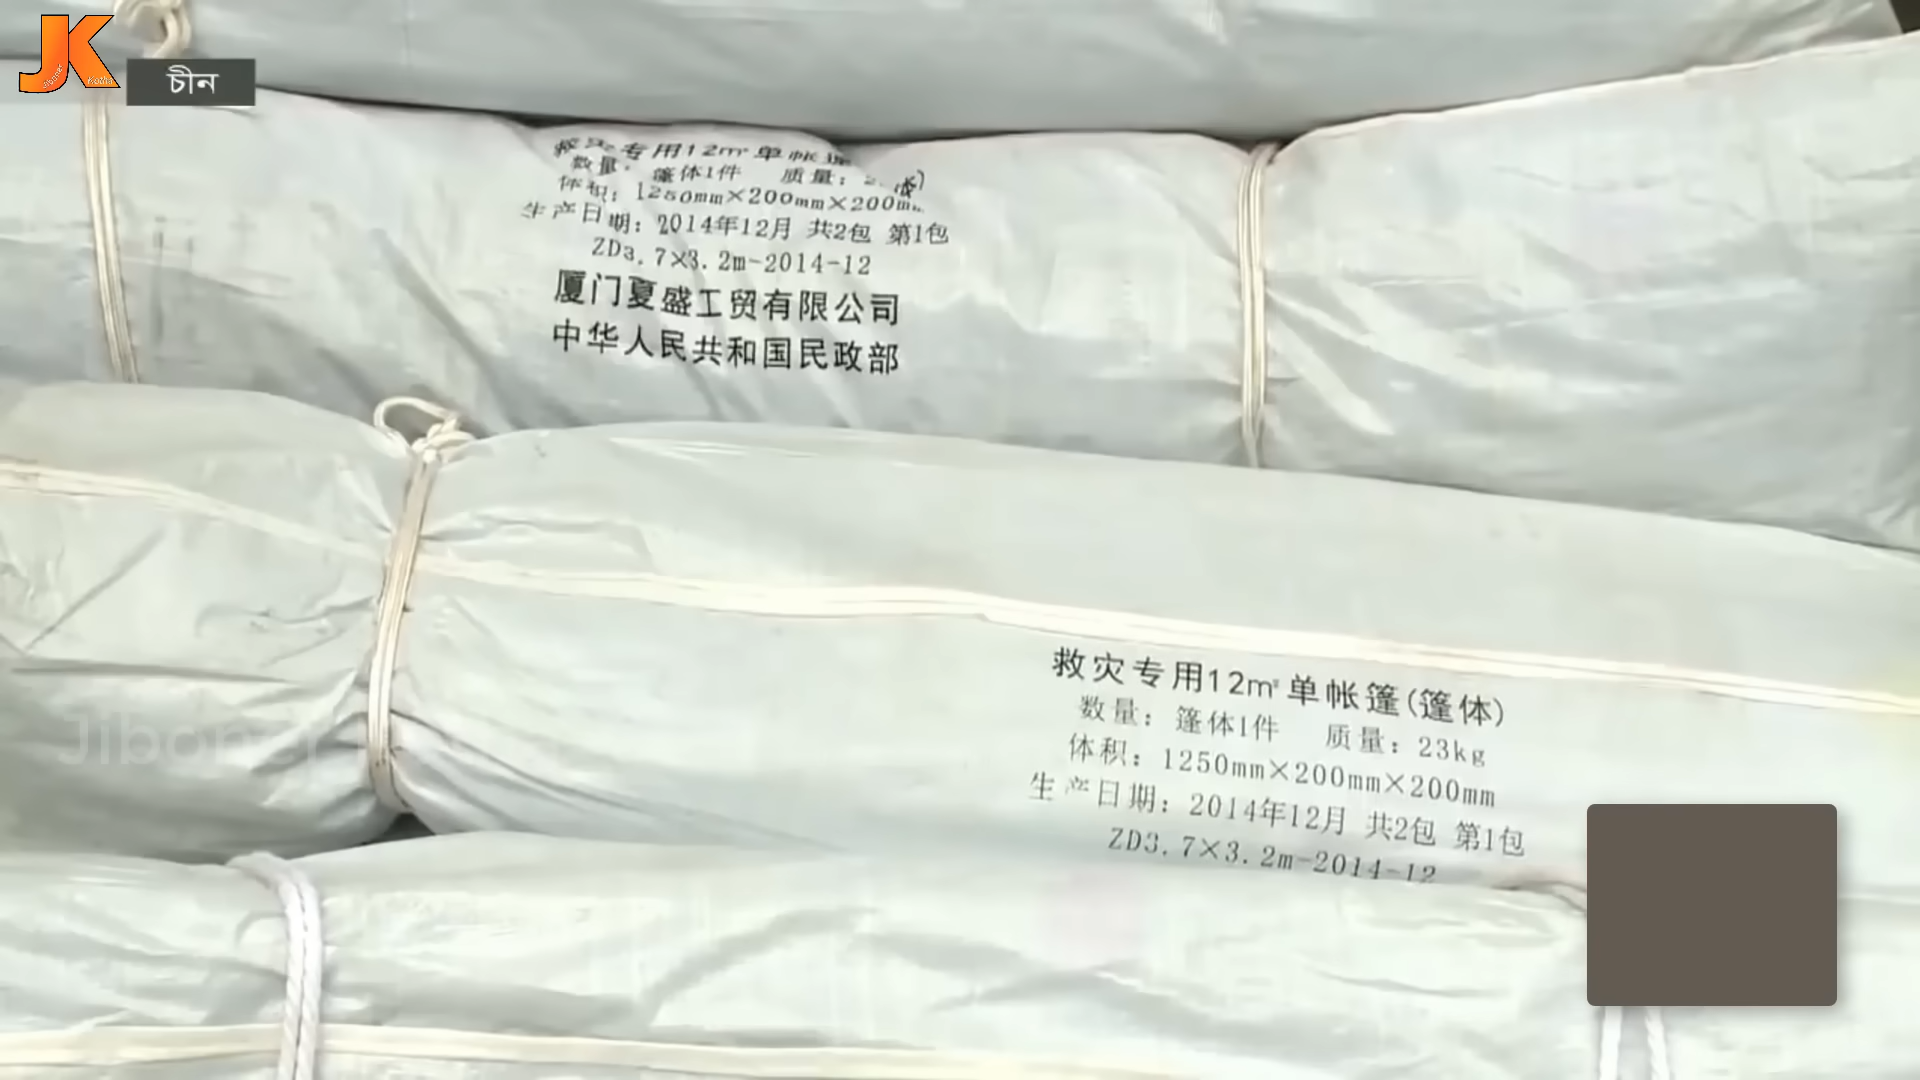 JK
Jiboner Kotha
চীন
救灾专用12㎡单帐篷
数量：篷体1件 质量：
体积：1250mm×200mm×200mm
生产日期：2014年12月 共2包 第1包
ZD3.7×3.2m-2014-12
厦门夏盛工贸有限公司
中华人民共和国民政部
救灾专用12㎡单帐篷(篷体)
数量：篷体1件 质量：23kg
体积：1250mm×200mm×200mm
生产日期：2014年12月 共2包 第1包
ZD3.7×3.2m-2014-12
Jiboner